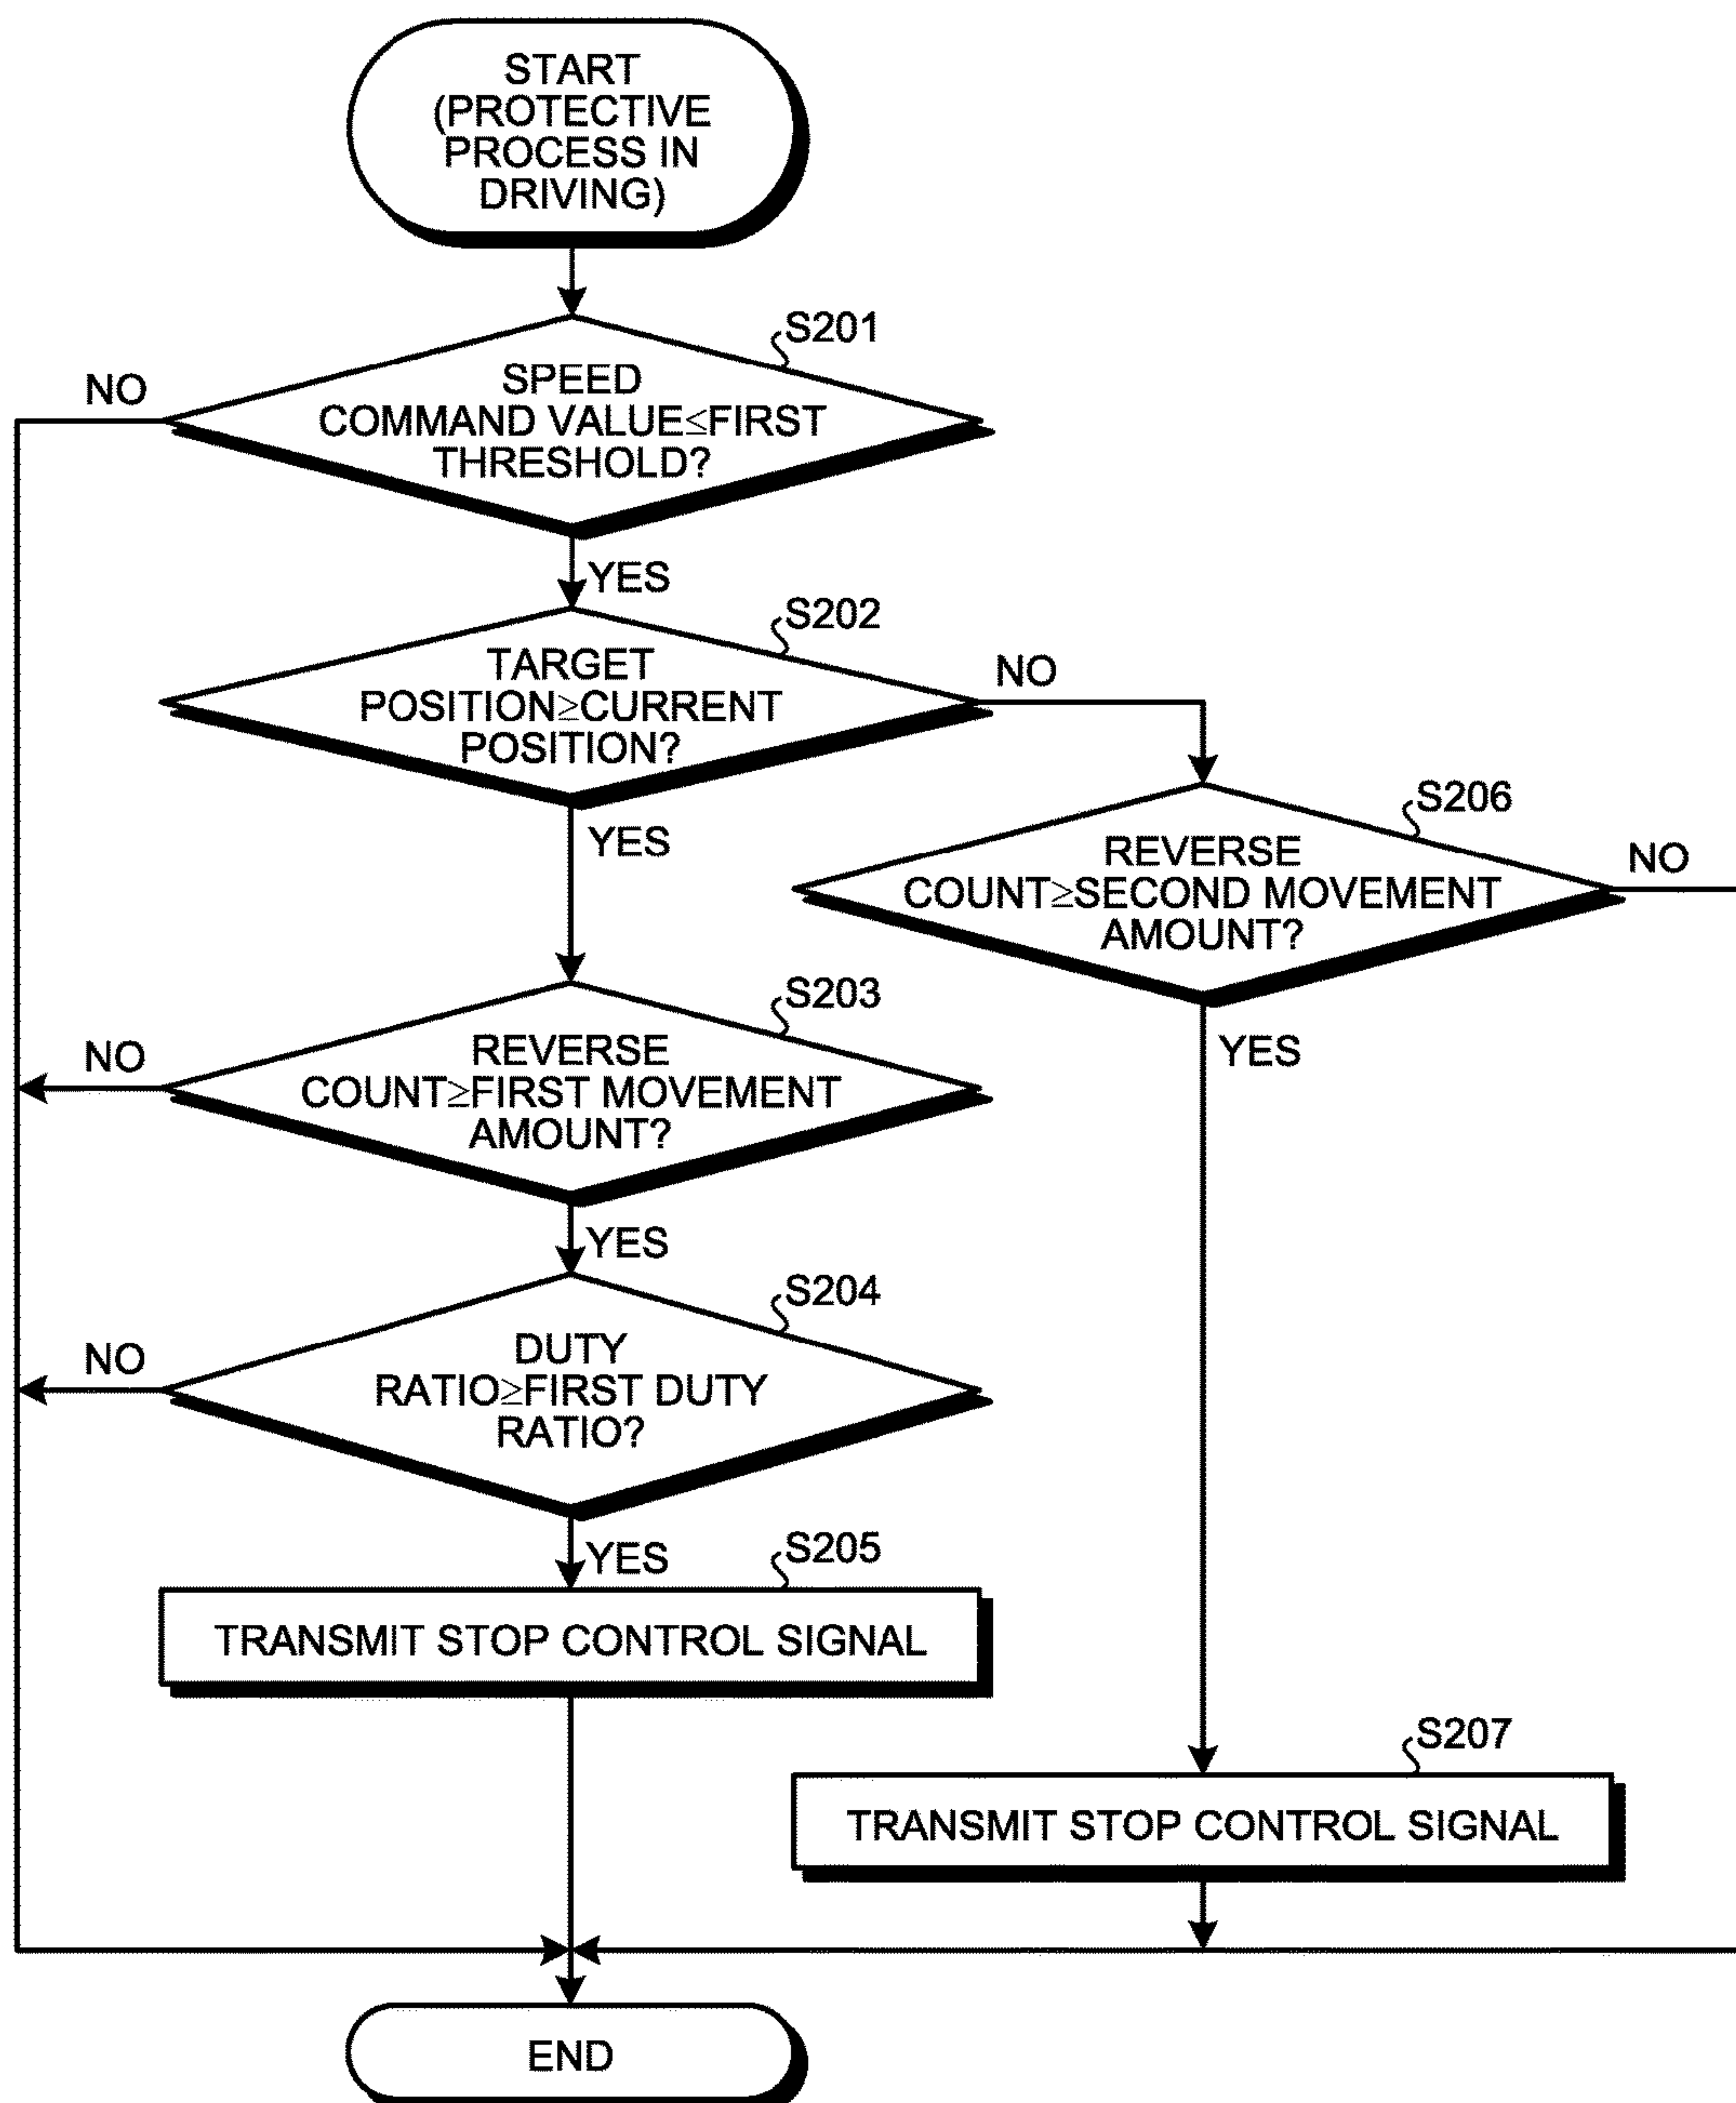 START
(PROTECTIVE
PROCESS IN
DRIVING)
S201
NO
SPEED
COMMAND VALUE≦FIRST
THRESHOLD?
YES
S202
TARGET
POSITION≧CURRENT
POSITION?
NO
YES
S206
REVERSE
COUNT≧SECOND MOVEMENT
AMOUNT?
NO
YES
S203
NO
REVERSE
COUNT≧FIRST MOVEMENT
AMOUNT?
YES
S204
NO
DUTY
RATIO≧FIRST DUTY
RATIO?
YES
S205
TRANSMIT STOP CONTROL SIGNAL
S207
TRANSMIT STOP CONTROL SIGNAL
END